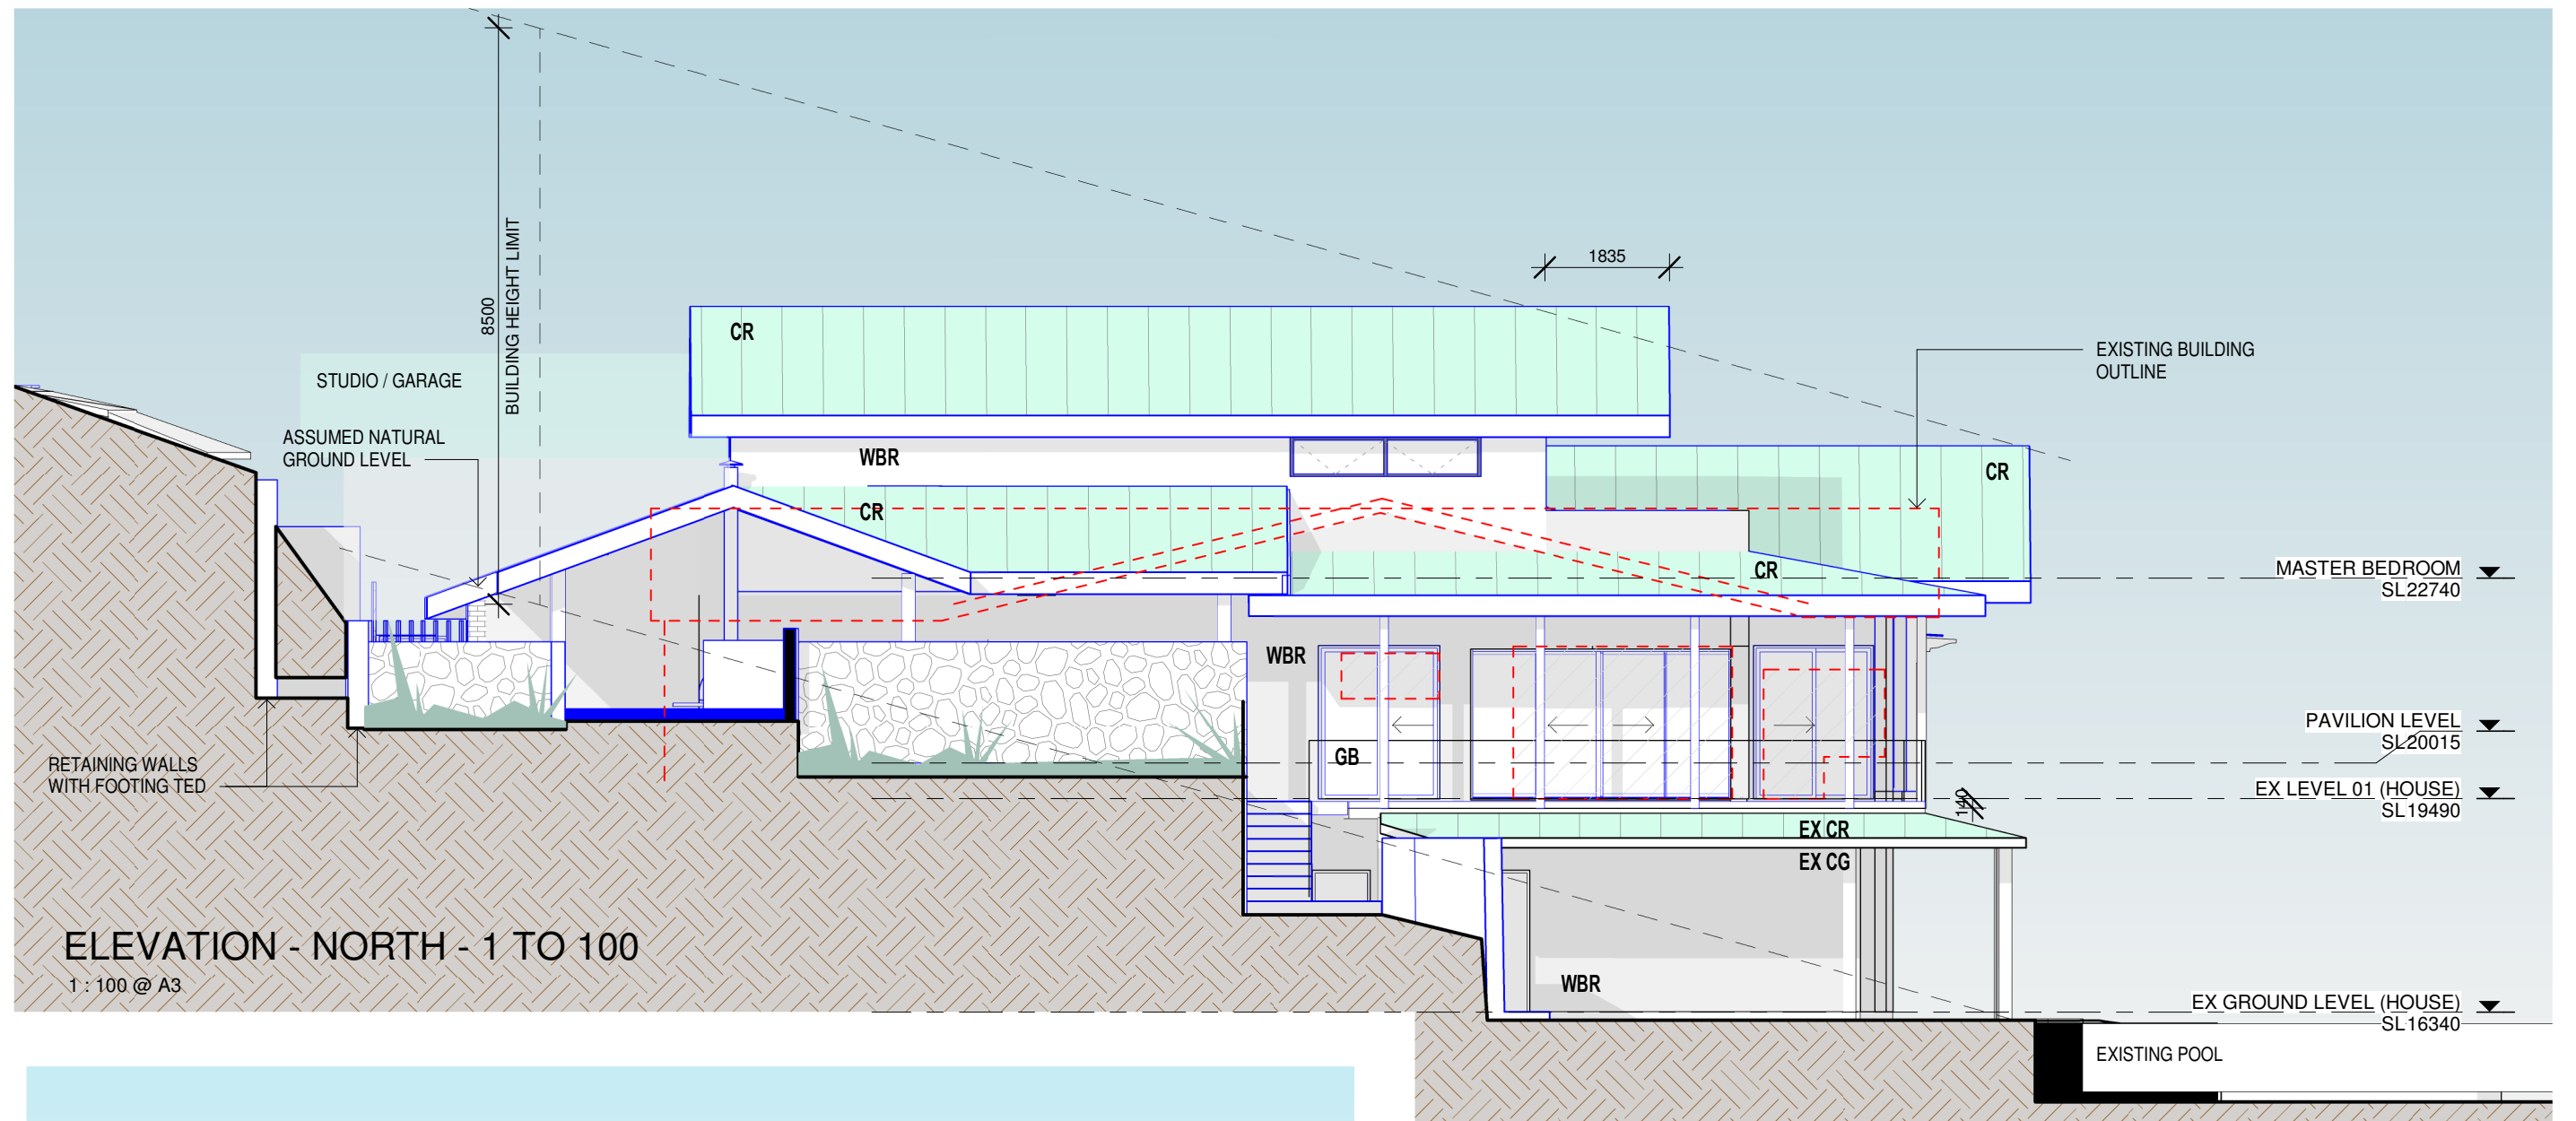 8500
BUILDING HEIGHT LIMIT
1835
CR
STUDIO / GARAGE
EXISTING BUILDING
OUTLINE
ASSUMED NATURAL
GROUND LEVEL
WBR
CR
CR
CR
MASTER BEDROOM
SL22740
WBR
PAVILION LEVEL
SL20015
GB
RETAINING WALLS
WITH FOOTING TED
EX LEVEL 01 (HOUSE)
SL19490
140
EX CR
EX CG
ELEVATION - NORTH - 1 TO 100
1 : 100 @ A3
WBR
EX GROUND LEVEL (HOUSE)
SL16340
EXISTING POOL